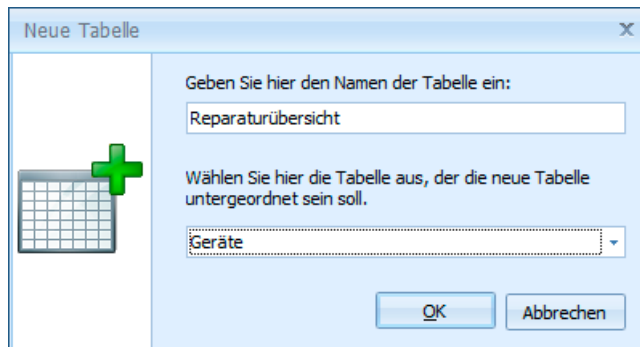 Neue Tabelle
x
Geben Sie hier den Namen der Tabelle ein:
Reparaturübersicht
Wählen Sie hier die Tabelle aus, der die neue Tabelle
untergeordnet sein soll.
Geräte
OK Abbrechen